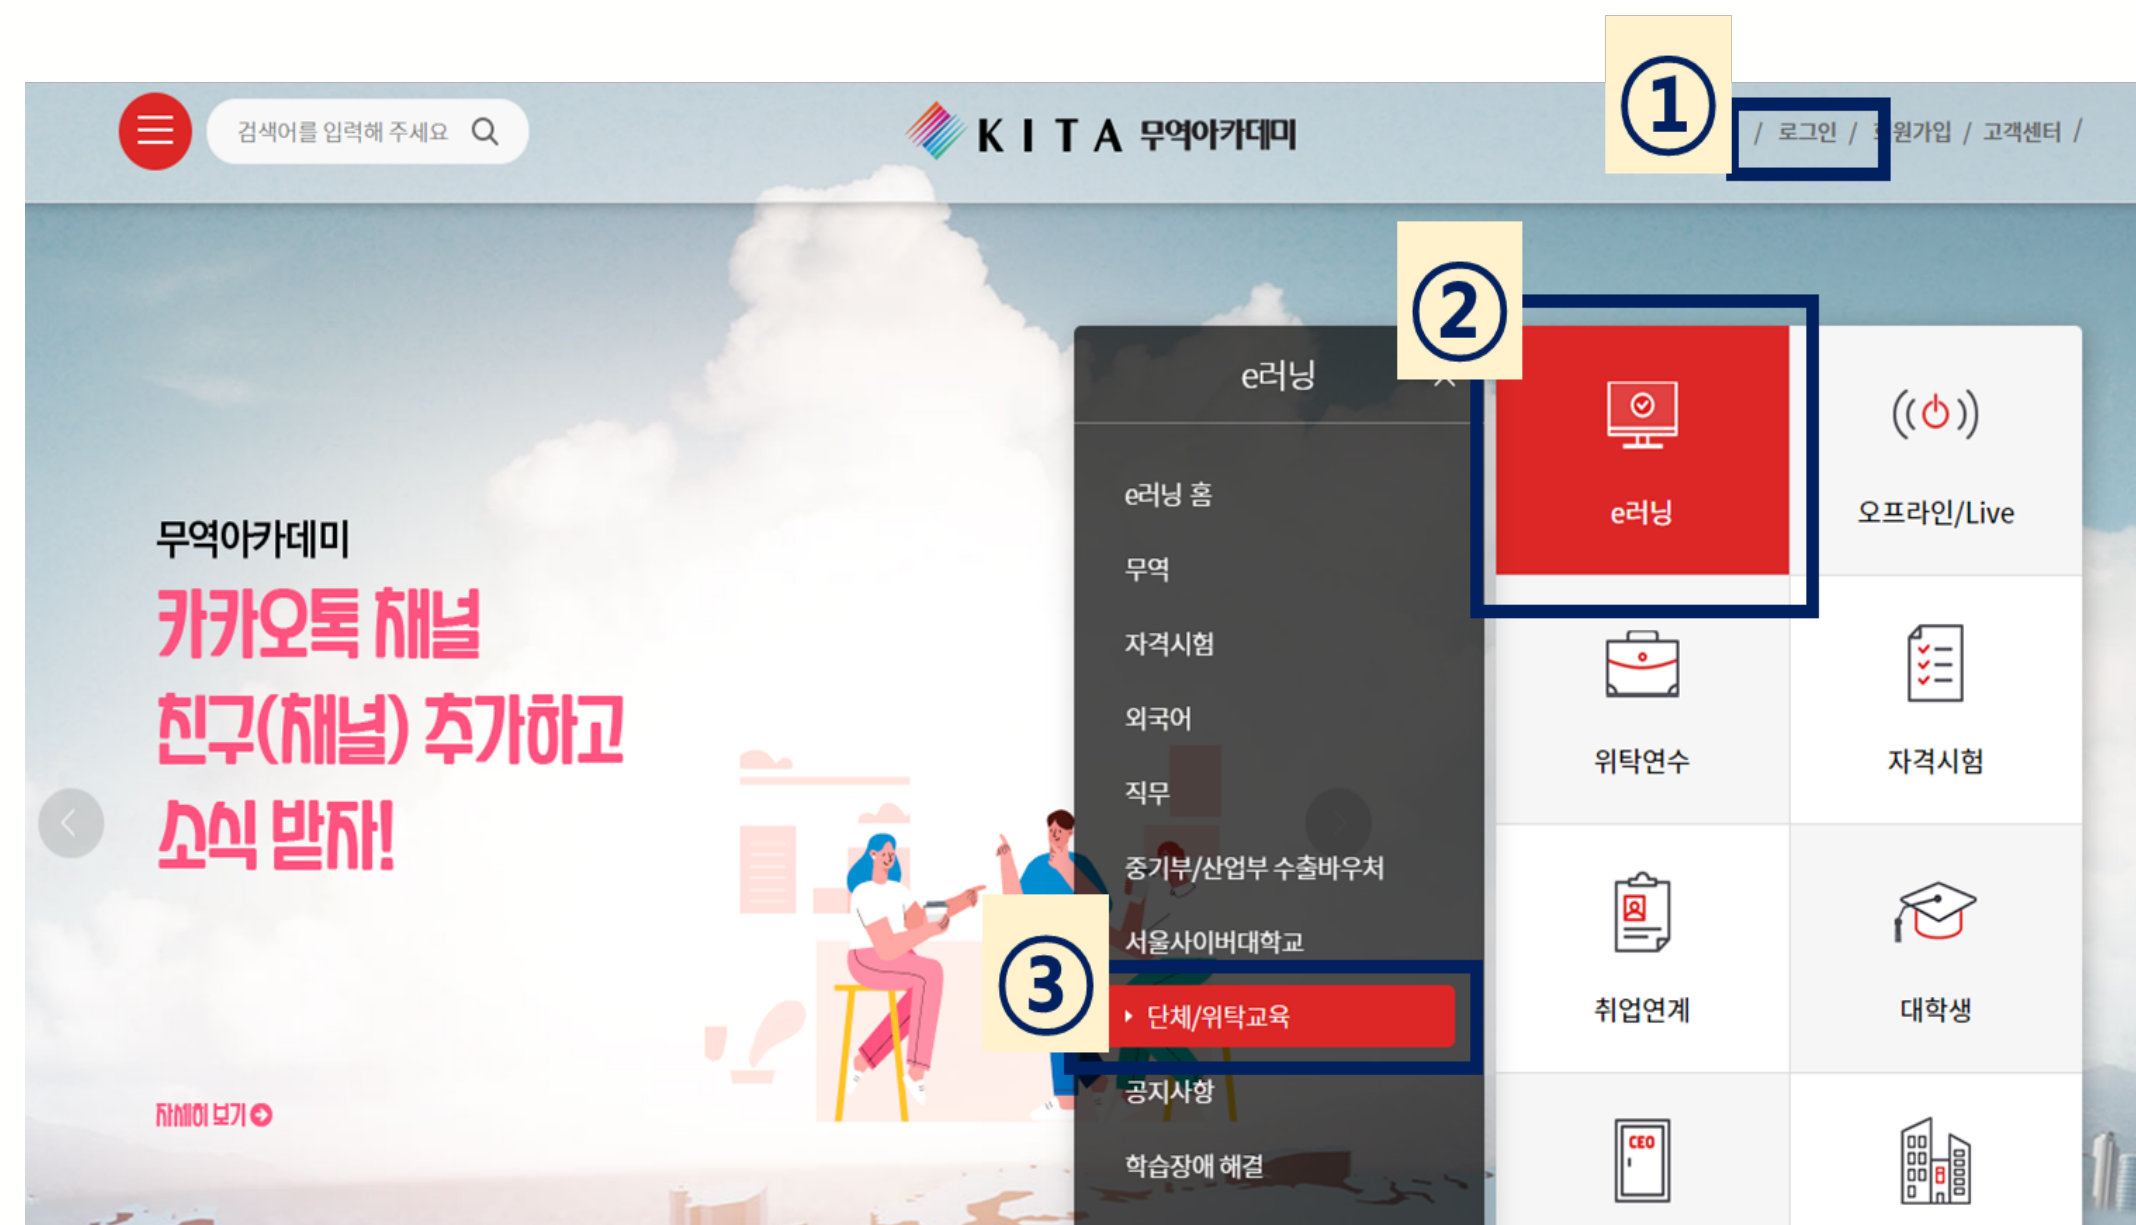 ①
검색어를 입력해 주세요
KITA 무역아카데미
/ 로그인 / 회원가입 / 고객센터 /
②
e러닝
e러닝 홈
무역
자격시험
외국어
직무
중기부/산업부 수출바우처
서울사이버대학교
③
단체/위탁교육
공지사항
학습장애 해결
e러닝
오프라인/Live
위탁연수
자격시험
취업연계
대학생
CEO
무역아카데미
카카오톡 채널
친구(채널) 추가하고
소식 받자!
자세히 보기